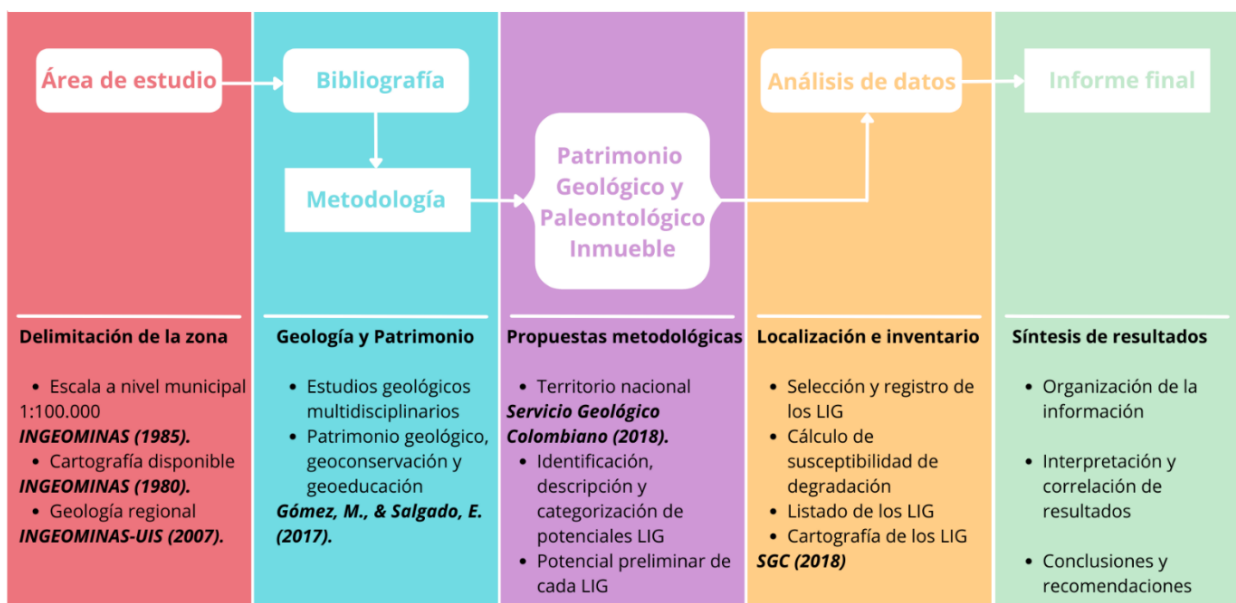 Área de estudio
Bibliografía
Metodología
Patrimonio
Geológico y
Paleontológico
Inmueble
Análisis de datos
Informe final
Delimitación de la zona
• Escala a nivel municipal
1:100.000
INGEOMINAS (1985).
• Cartografía disponible
INGEOMINAS (1980).
• Geología regional
INGEOMINAS-UIS (2007).
Geología y Patrimonio
• Estudios geológicos
multidisciplinarios
• Patrimonio geológico,
geoconservación y
geoeducación
Gómez, M., & Salgado, E.
(2017).
Propuestas metodológicas
• Territorio nacional
Servicio Geológico
Colombiano (2018).
• Identificación,
descripción y
categorización de
potenciales LIG
• Potencial preliminar de
cada LIG
Localización e inventario
• Selección y registro de
los LIG
• Cálculo de
susceptibilidad de
degradación
• Listado de los LIG
• Cartografía de los LIG
SGC (2018)
Síntesis de resultados
• Organización de la
información
• Interpretación y
correlación de
resultados
• Conclusiones y
recomendaciones